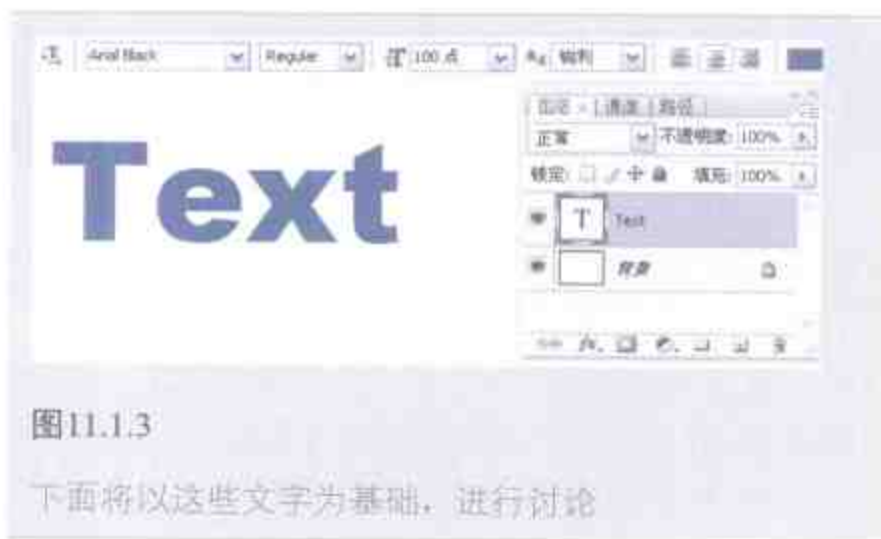 Arial Black Regular 100 点 锐利
图层 × 通道 路径
正常 不透明度: 100%
锁定: 填充: 100%
T Text
背景
Text
图11.1.3
下面将以这些文字为基础，进行讨论